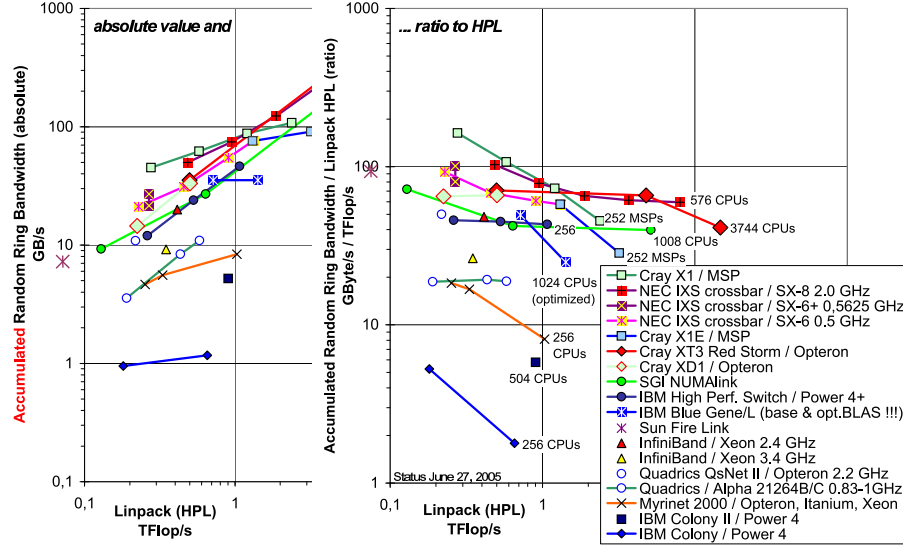 absolute value and
... ratio to HPL
Accumulated Random Ring Bandwidth (absolute)
GB/s
1000
100
10
1
0,1
0,1
1
Linpack (HPL)
TFlop/s
Accumulated Random Ring Bandwidth / Linpack HPL (ratio)
GByte/s / TFlop/s
1000
100
10
1
0,1
1
Linpack (HPL)
TFlop/s
576 CPUs
252 MSPs
3744 CPUs
256
1008 CPUs
252 MSPs
1024 CPUs
(optimized)
256
CPUs
504 CPUs
256 CPUs
Status June 27, 2005
Cray X1 / MSP
NEC IXS crossbar / SX-8 2.0 GHz
NEC IXS crossbar / SX-6+ 0,5625 GHz
NEC IXS crossbar / SX-6 0.5 GHz
Cray X1E / MSP
Cray XT3 Red Storm / Opteron
Cray XD1 / Opteron
SGI NUMAlink
IBM High Perf. Switch / Power 4+
IBM Blue Gene/L (base & opt.BLAS !!!)
Sun Fire Link
InfiniBand / Xeon 2.4 GHz
InfiniBand / Xeon 3.4 GHz
Quadrics QsNet II / Opteron 2.2 GHz
Quadrics / Alpha 21264B/C 0.83-1GHz
Myrinet 2000 / Opteron, Itanium, Xeon
IBM Colony II / Power 4
IBM Colony / Power 4